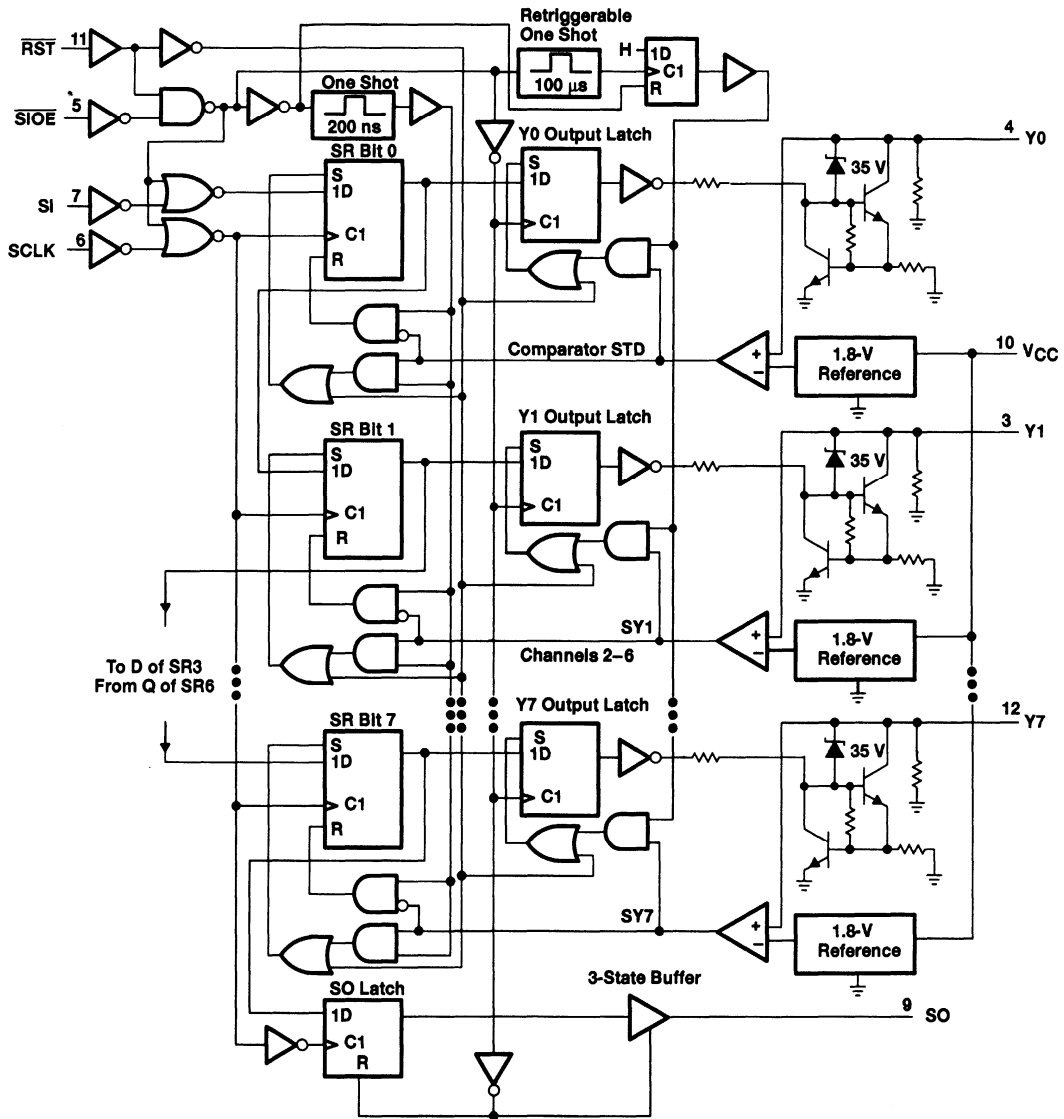 Retriggerable
One Shot
RST 11
H 1D
C1
R
100 µs
One Shot
SIOE 5
200 ns
SR Bit 0
Y0 Output Latch
4 Y0
S
1D
C1
R
S
1D
C1
35 V
SI 7
SCLK 6
Comparator STD
+
−
1.8-V
Reference
10 VCC
SR Bit 1
Y1 Output Latch
3 Y1
S
1D
C1
R
S
1D
C1
35 V
SY1
Channels 2–6
+
−
1.8-V
Reference
To D of SR3
From Q of SR6
SR Bit 7
Y7 Output Latch
12 Y7
S
1D
C1
R
S
1D
C1
35 V
SY7
+
−
1.8-V
Reference
SO Latch
3-State Buffer
1D
C1
R
9 SO